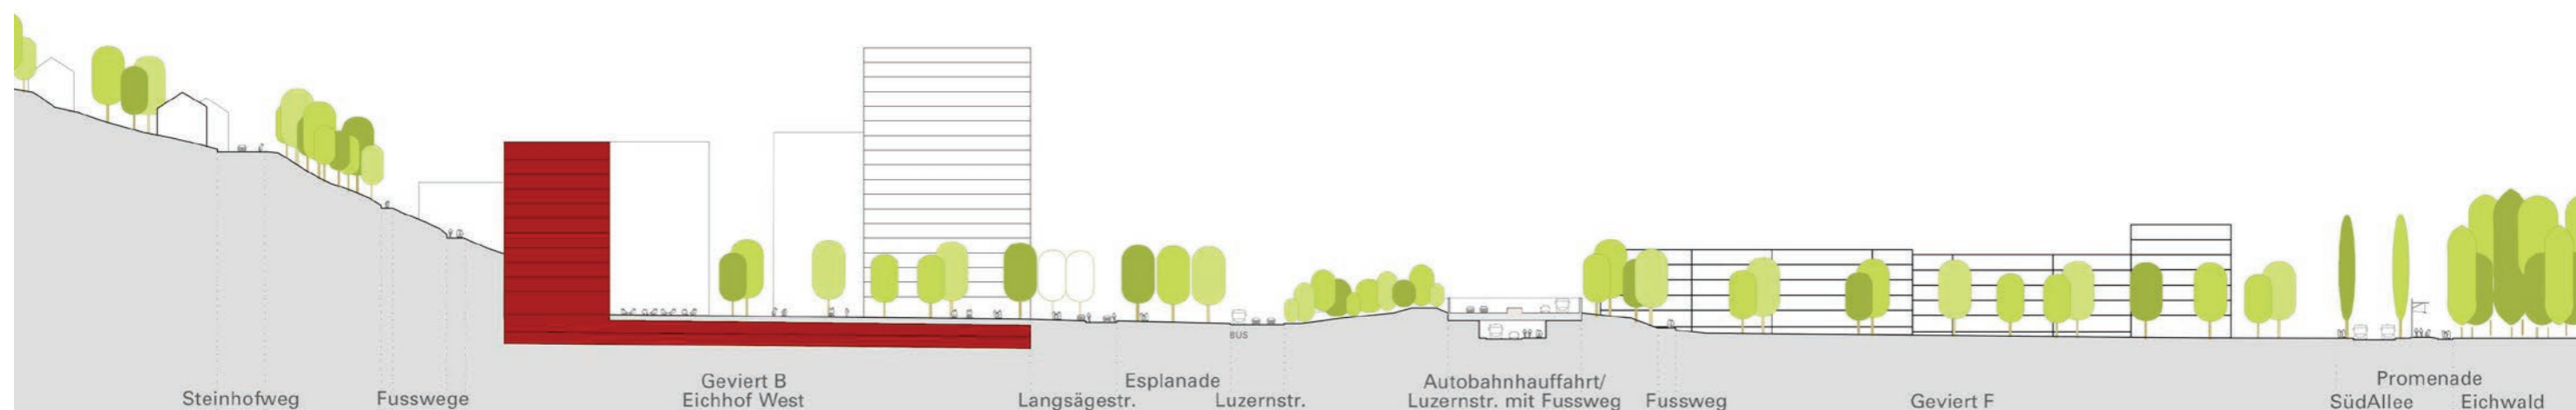 BUS
Geviert B
Esplanade
Autobahnhauffahrt/
Promenade
Steinhofweg
Fusswege
Eichhof West
Langsägestr.
Luzernstr.
Luzernstr. mit Fussweg
Fussweg
Geviert F
SüdAllee
Eichwald